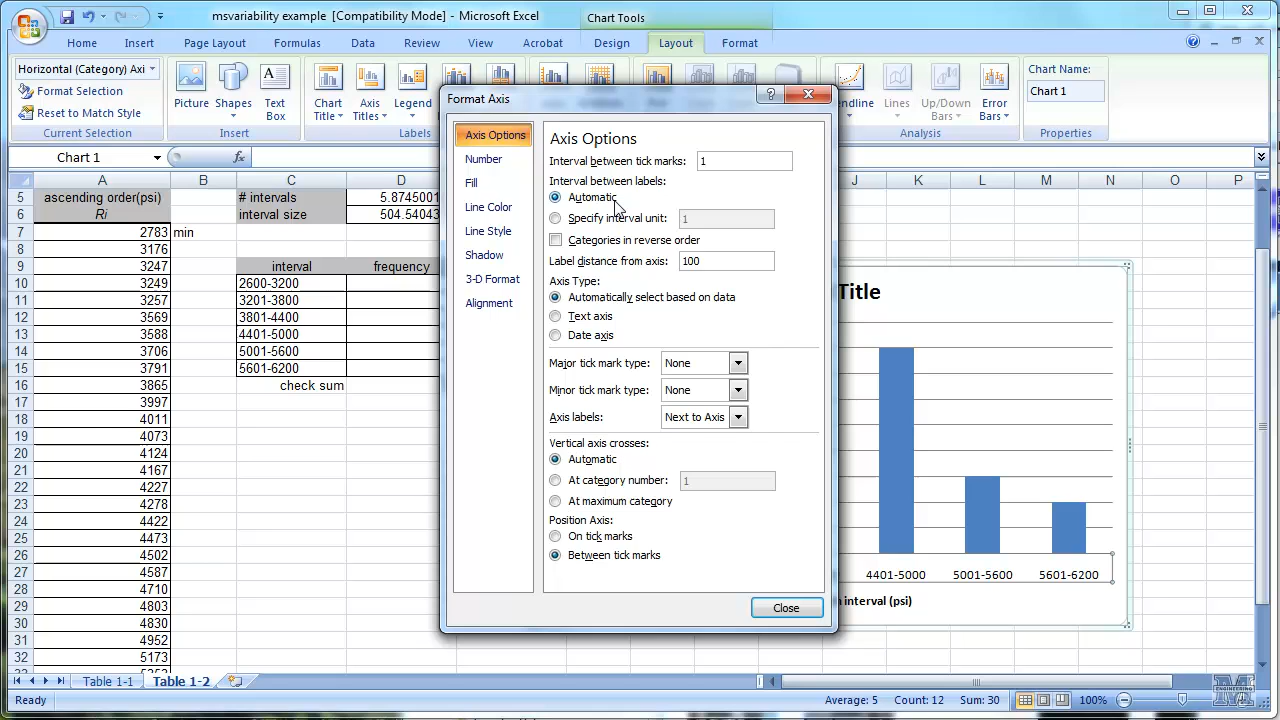 msvariability example [Compatibility Mode] - Microsoft Excel
Chart Tools
Home Insert Page Layout Formulas Data Review View Acrobat Design Layout Format
Horizontal (Category) Axi
Format Selection
Reset to Match Style
Current Selection
Picture Shapes Text Box
Insert
Chart Title Axis Titles Legend
Labels
Lines Up/Down Bars Error Bars
Analysis
Chart Name:
Chart 1
Properties
Chart 1 fx
A B C D J K L M N O P
5 ascending order(psi) # intervals 5.8745001
6 Ri interval size 504.54043
7 2783 min
8 3176
9 3247 interval frequency
10 3249 2600-3200
11 3257 3201-3800
12 3569 3801-4400
13 3588 4401-5000
14 3706 5001-5600
15 3791 5601-6200
16 3865 check sum
17 3997
18 4011
19 4073
20 4124
21 4167
22 4227
23 4278
24 4422
25 4473
26 4502
27 4587
28 4710
29 4803
30 4830
31 4952
32 5173
Format Axis
?
Axis Options
Number
Fill
Line Color
Line Style
Shadow
3-D Format
Alignment
Axis Options
Interval between tick marks: 1
Interval between labels:
Automatic
Specify interval unit: 1
Categories in reverse order
Label distance from axis: 100
Axis Type:
Automatically select based on data
Text axis
Date axis
Major tick mark type: None
Minor tick mark type: None
Axis labels: Next to Axis
Vertical axis crosses:
Automatic
At category number: 1
At maximum category
Position Axis:
On tick marks
Between tick marks
Close
Title
4401-5000 5001-5600 5601-6200
interval (psi)
Table 1-1 Table 1-2
Ready Average: 5 Count: 12 Sum: 30 100%
ENGINEERING